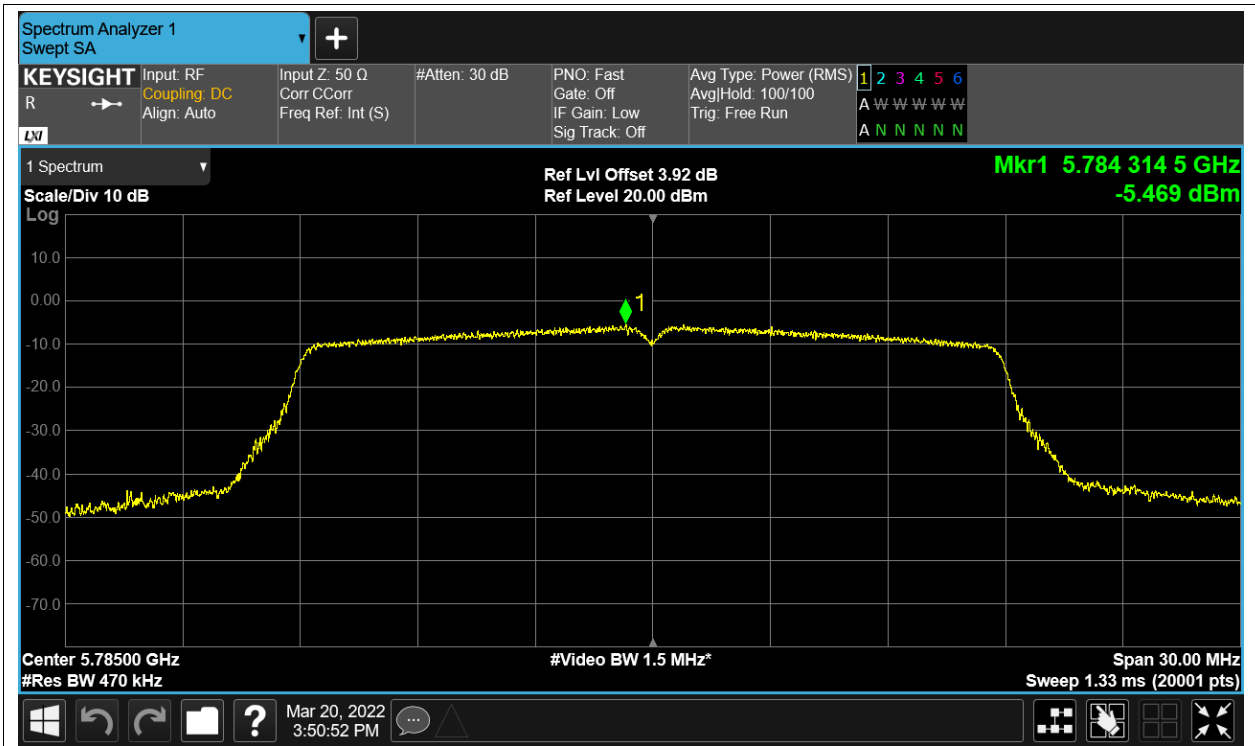 Spectrum Analyzer 1
Swept SA
+
KEYSIGHT
R
LXI
Input: RF
Coupling: DC
Align: Auto
Input Z: 50 Ω
Corr CCorr
Freq Ref: Int (S)
#Atten: 30 dB
PNO: Fast
Gate: Off
IF Gain: Low
Sig Track: Off
Avg Type: Power (RMS)
Avg|Hold: 100/100
Trig: Free Run
1 2 3 4 5 6
A W W W W W
A N N N N N
1 Spectrum
Scale/Div 10 dB
Log
Ref Lvl Offset 3.92 dB
Ref Level 20.00 dBm
Mkr1 5.784 314 5 GHz
-5.469 dBm
10.0
0.00
1
-10.0
-20.0
-30.0
-40.0
-50.0
-60.0
-70.0
Center 5.78500 GHz
#Res BW 470 kHz
#Video BW 1.5 MHz*
Span 30.00 MHz
Sweep 1.33 ms (20001 pts)
?
Mar 20, 2022
3:50:52 PM